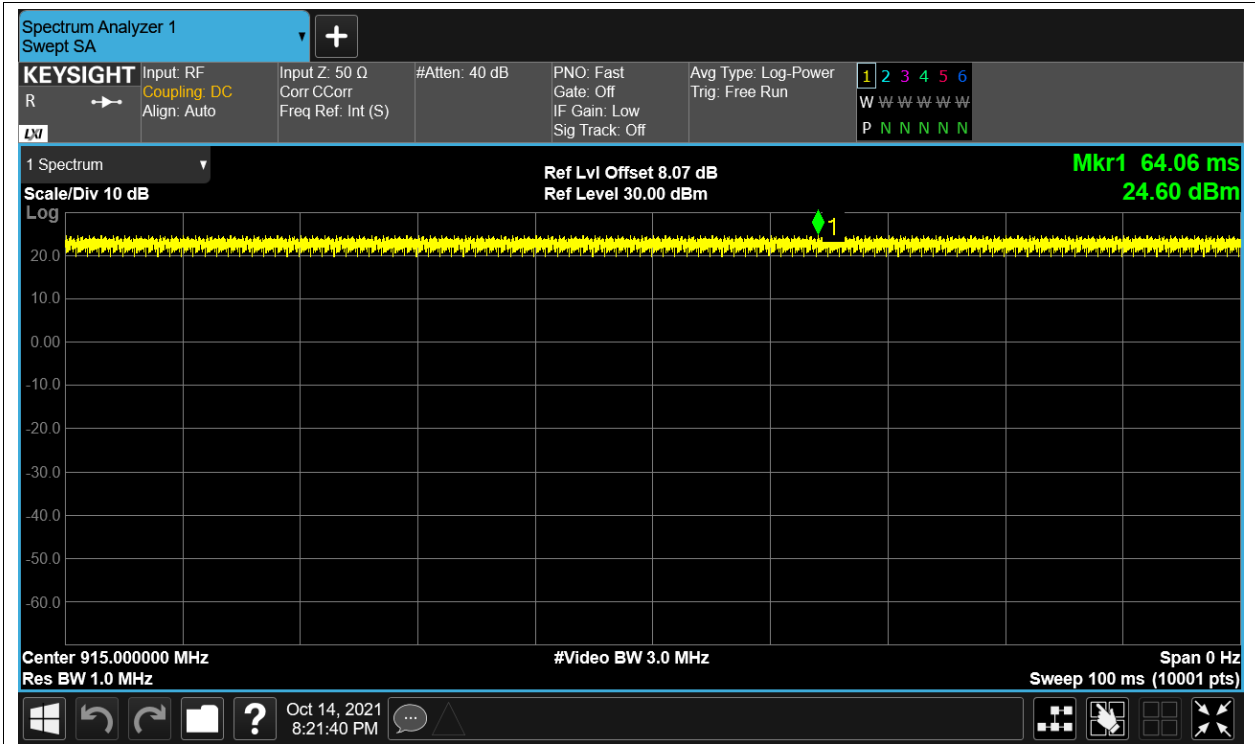 Spectrum Analyzer 1
Swept SA
KEYSIGHT
R
LXI
Input: RF
Coupling: DC
Align: Auto
Input Z: 50 Ω
Corr CCorr
Freq Ref: Int (S)
#Atten: 40 dB
PNO: Fast
Gate: Off
IF Gain: Low
Sig Track: Off
Avg Type: Log-Power
Trig: Free Run
1 2 3 4 5 6
W W W W W W
P N N N N N
1 Spectrum
Scale/Div 10 dB
Ref Lvl Offset 8.07 dB
Ref Level 30.00 dBm
Mkr1 64.06 ms
24.60 dBm
Log
1
20.0
10.0
0.00
-10.0
-20.0
-30.0
-40.0
-50.0
-60.0
Center 915.000000 MHz
#Video BW 3.0 MHz
Span 0 Hz
Res BW 1.0 MHz
Sweep 100 ms (10001 pts)
?
Oct 14, 2021
8:21:40 PM